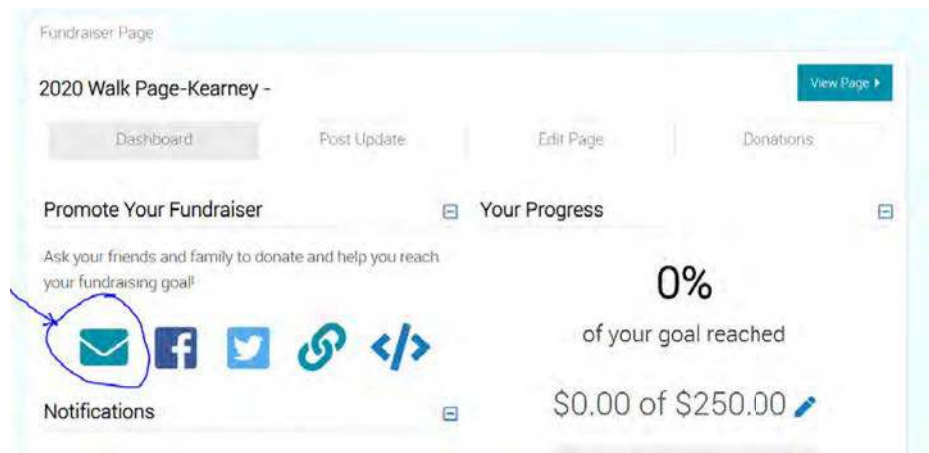 Fundraiser Page
2020 Walk Page-Kearney -
View Page
Dashboard
Post Update
Edit Page
Donations
Promote Your Fundraiser
Ask your friends and family to donate and help you reach
your fundraising goal!
Notifications
Your Progress
0%
of your goal reached
$0.00 of $250.00